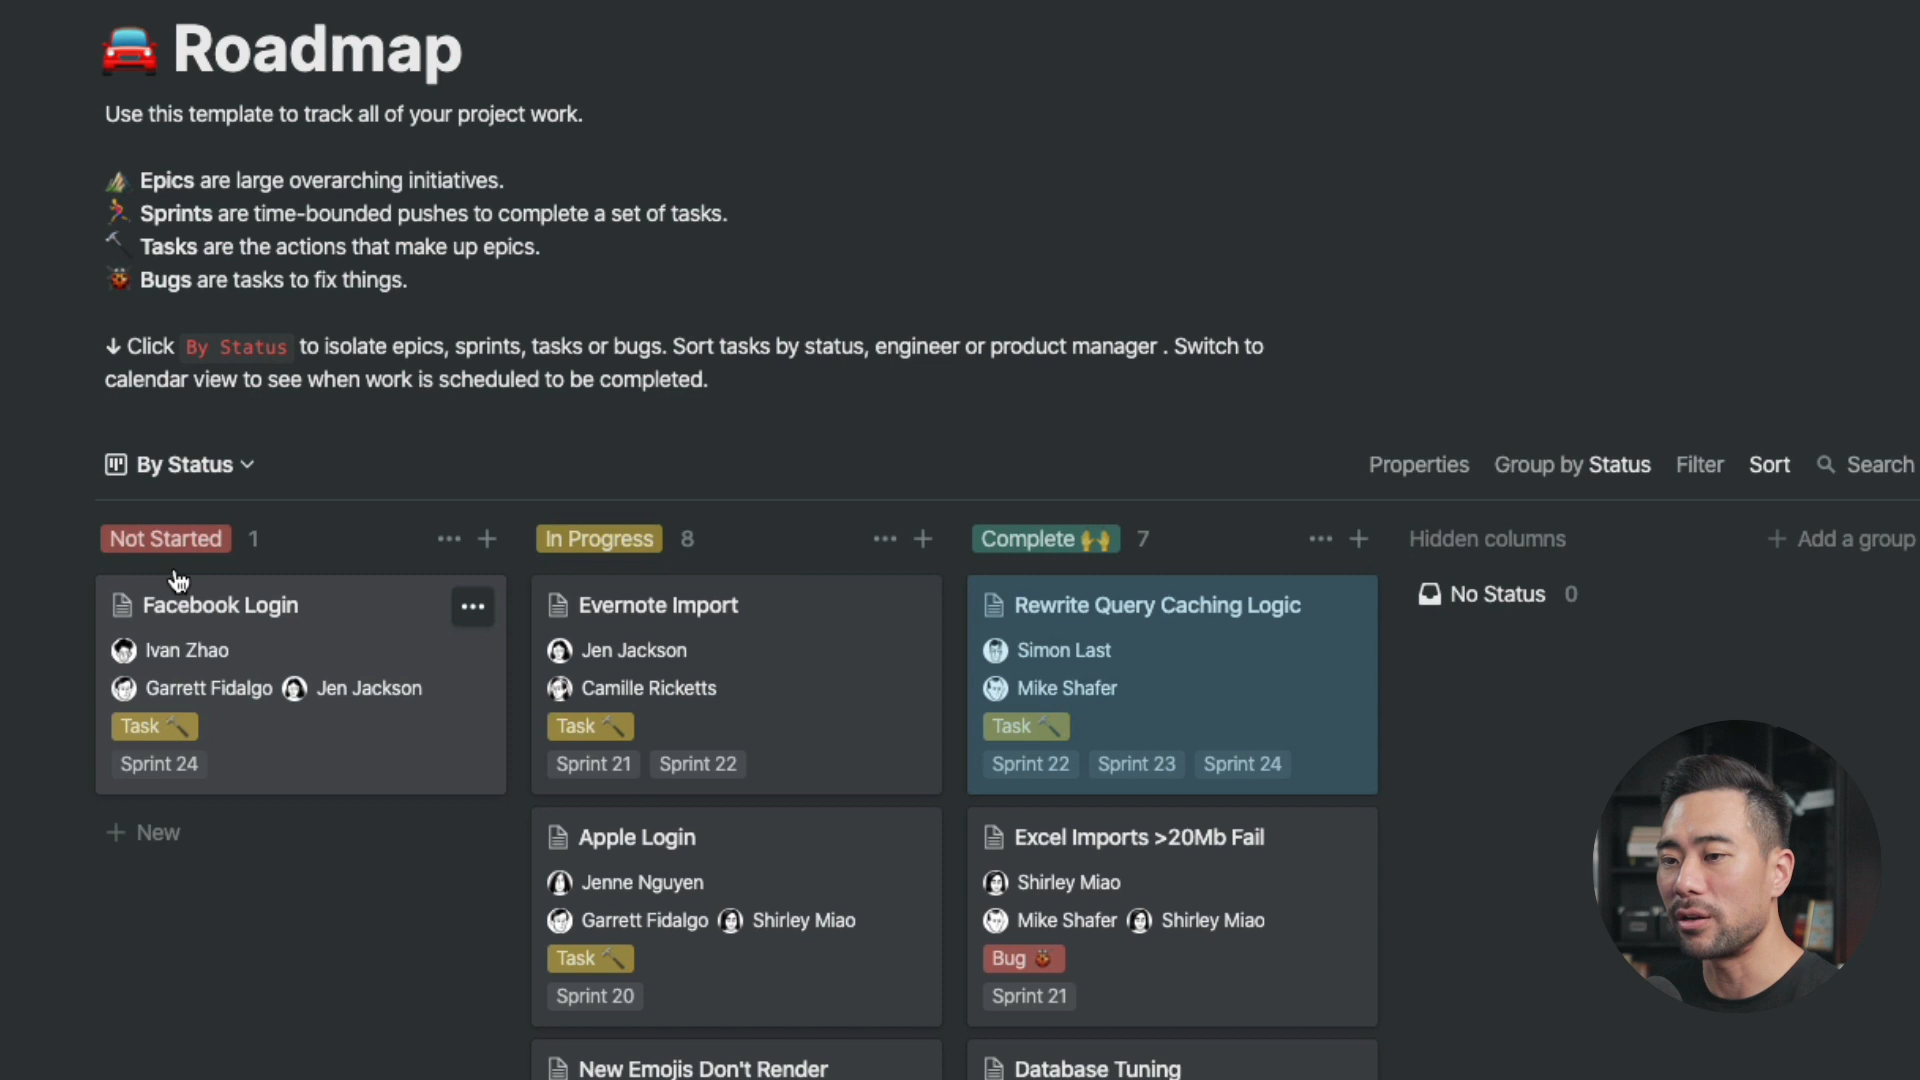 Roadmap
Use this template to track all of your project work.
Epics are large overarching initiatives.
Sprints are time-bounded pushes to complete a set of tasks.
Tasks are the actions that make up epics.
Bugs are tasks to fix things.
↓ Click By Status to isolate epics, sprints, tasks or bugs. Sort tasks by status, engineer or product manager . Switch to
calendar view to see when work is scheduled to be completed.
By Status
Properties Group by Status Filter Sort Search
Not Started 1
Facebook Login
Ivan Zhao
Garrett Fidalgo Jen Jackson
Task
Sprint 24
+ New
In Progress 8
Evernote Import
Jen Jackson
Camille Ricketts
Task
Sprint 21 Sprint 22
Apple Login
Jenne Nguyen
Garrett Fidalgo Shirley Miao
Task
Sprint 20
New Emojis Don't Render
Complete 7
Rewrite Query Caching Logic
Simon Last
Mike Shafer
Task
Sprint 22 Sprint 23 Sprint 24
Excel Imports >20Mb Fail
Shirley Miao
Mike Shafer Shirley Miao
Bug
Sprint 21
Database Tuning
Hidden columns
No Status 0
+ Add a group